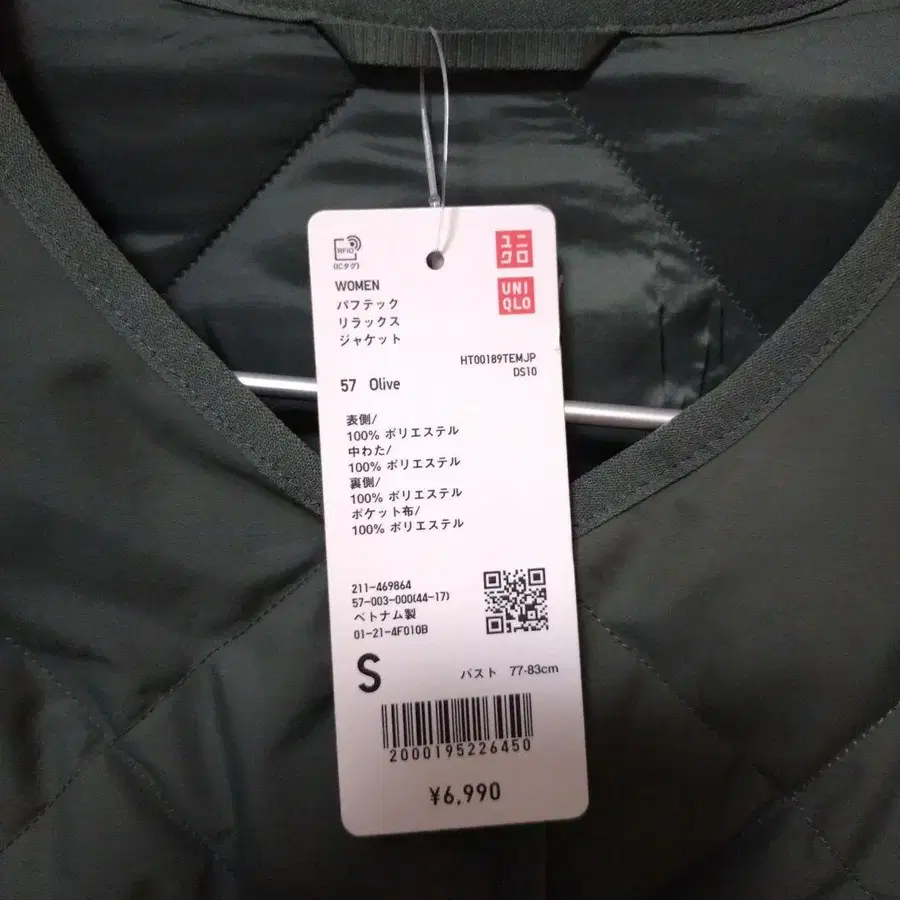 RFID
(ICタグ)
ユニ
クロ
UNI
QLO
WOMEN
パフテック
リラックス
ジャケット
HT00189TEMJP
DS10
57 Olive
表側/
100% ポリエステル
中わた/
100% ポリエステル
裏側/
100% ポリエステル
ポケット布/
100% ポリエステル
211-469864
57-003-000(44-17)
ベトナム製
01-21-4F010B
S
バスト 77-83cm
2000195226450
¥6,990